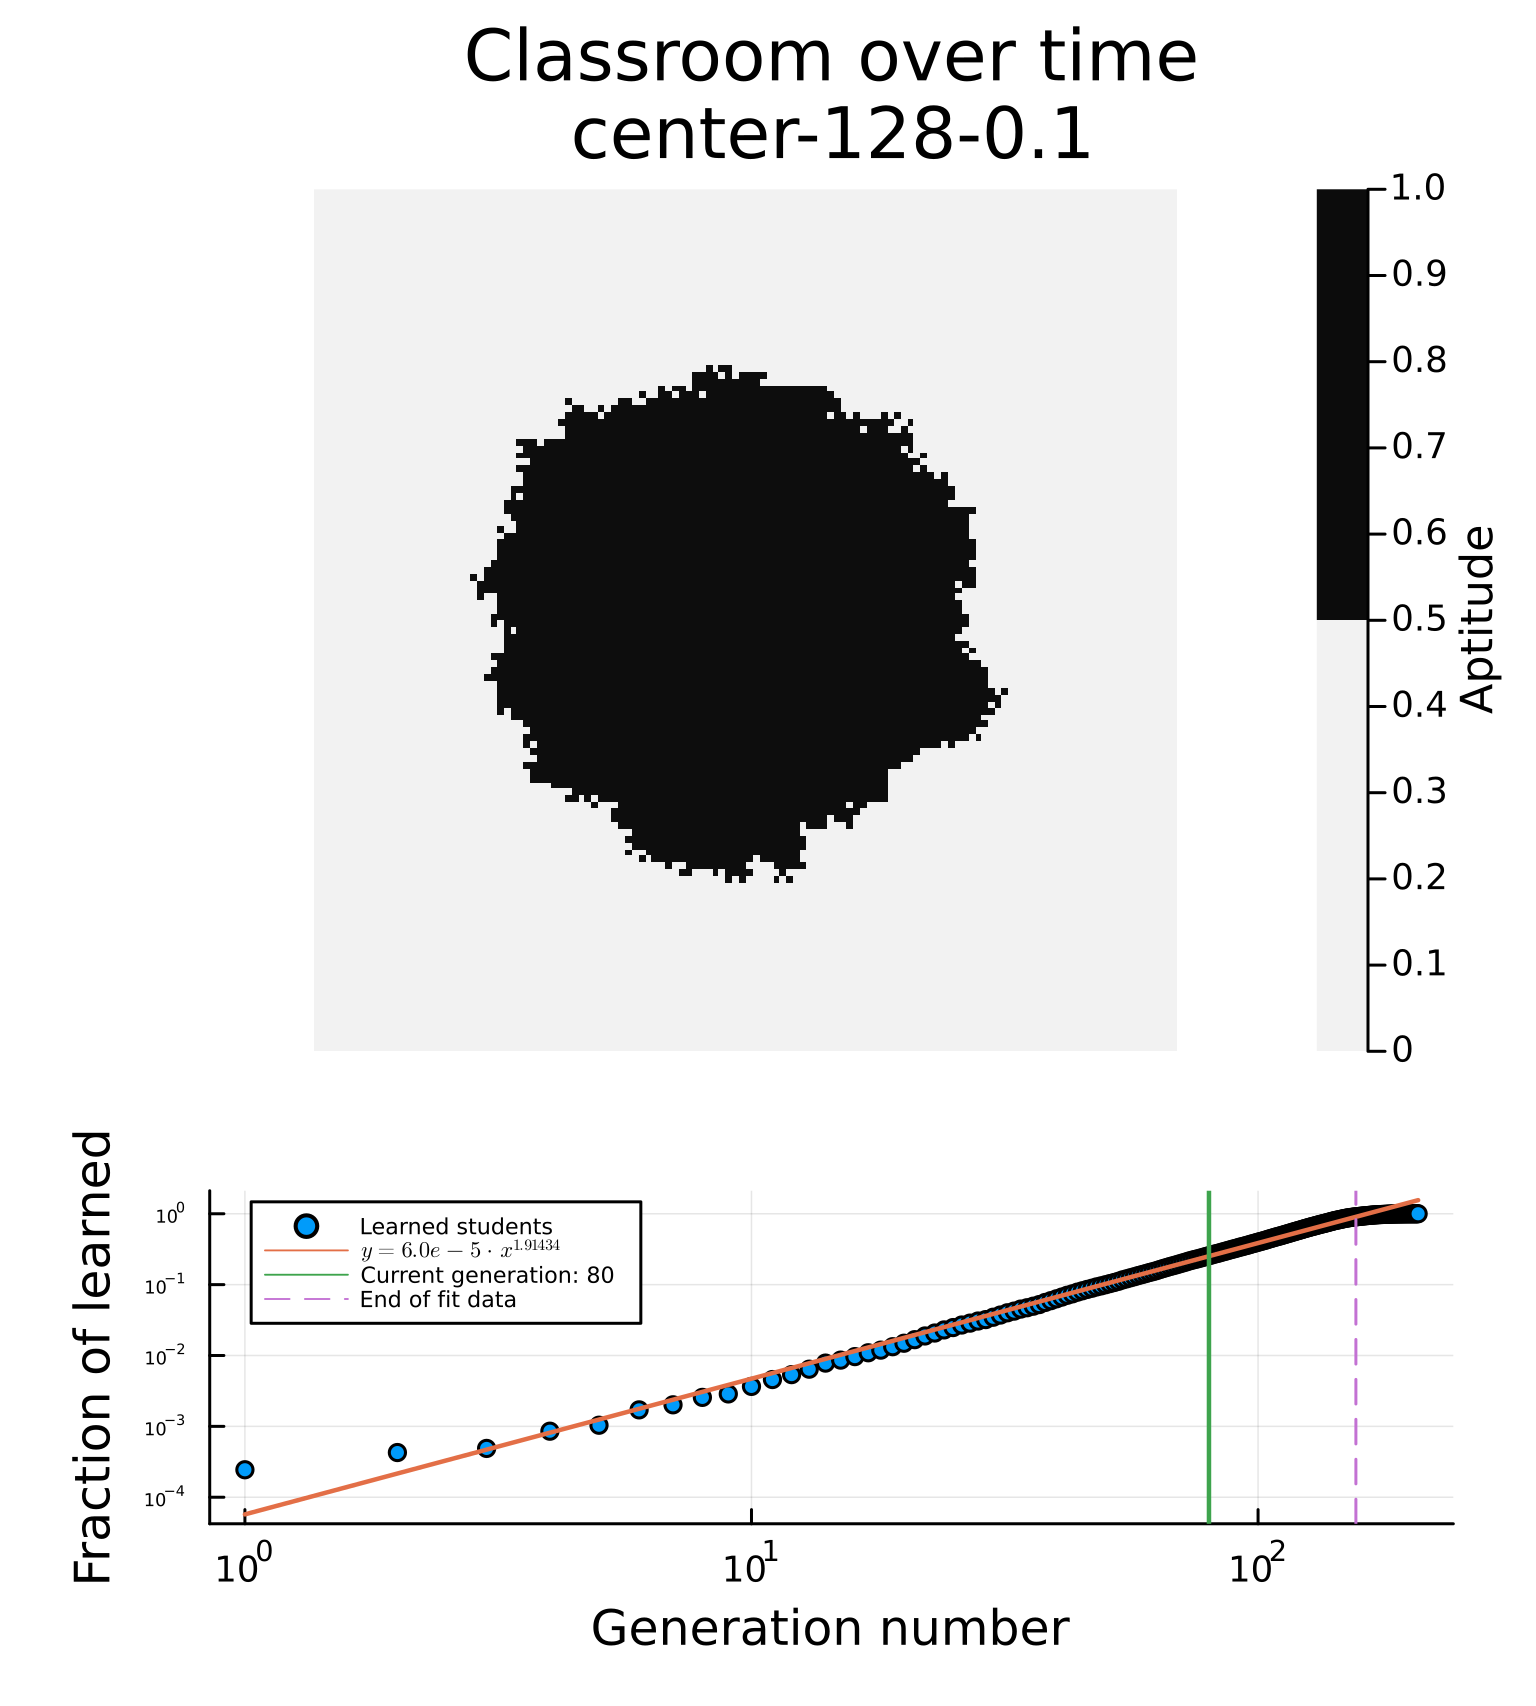 Classroom over time
center-128-0.1
1.0
0.9
0.8
0.7
0.6
0.5
0.4
0.3
0.2
0.1
0
Aptitude
Fraction of learned
10^0
10^-1
10^-2
10^-3
10^-4
Learned students
y = 6.0e − 5 · x^1.91434
Current generation: 80
End of fit data
10^0
10^1
10^2
Generation number